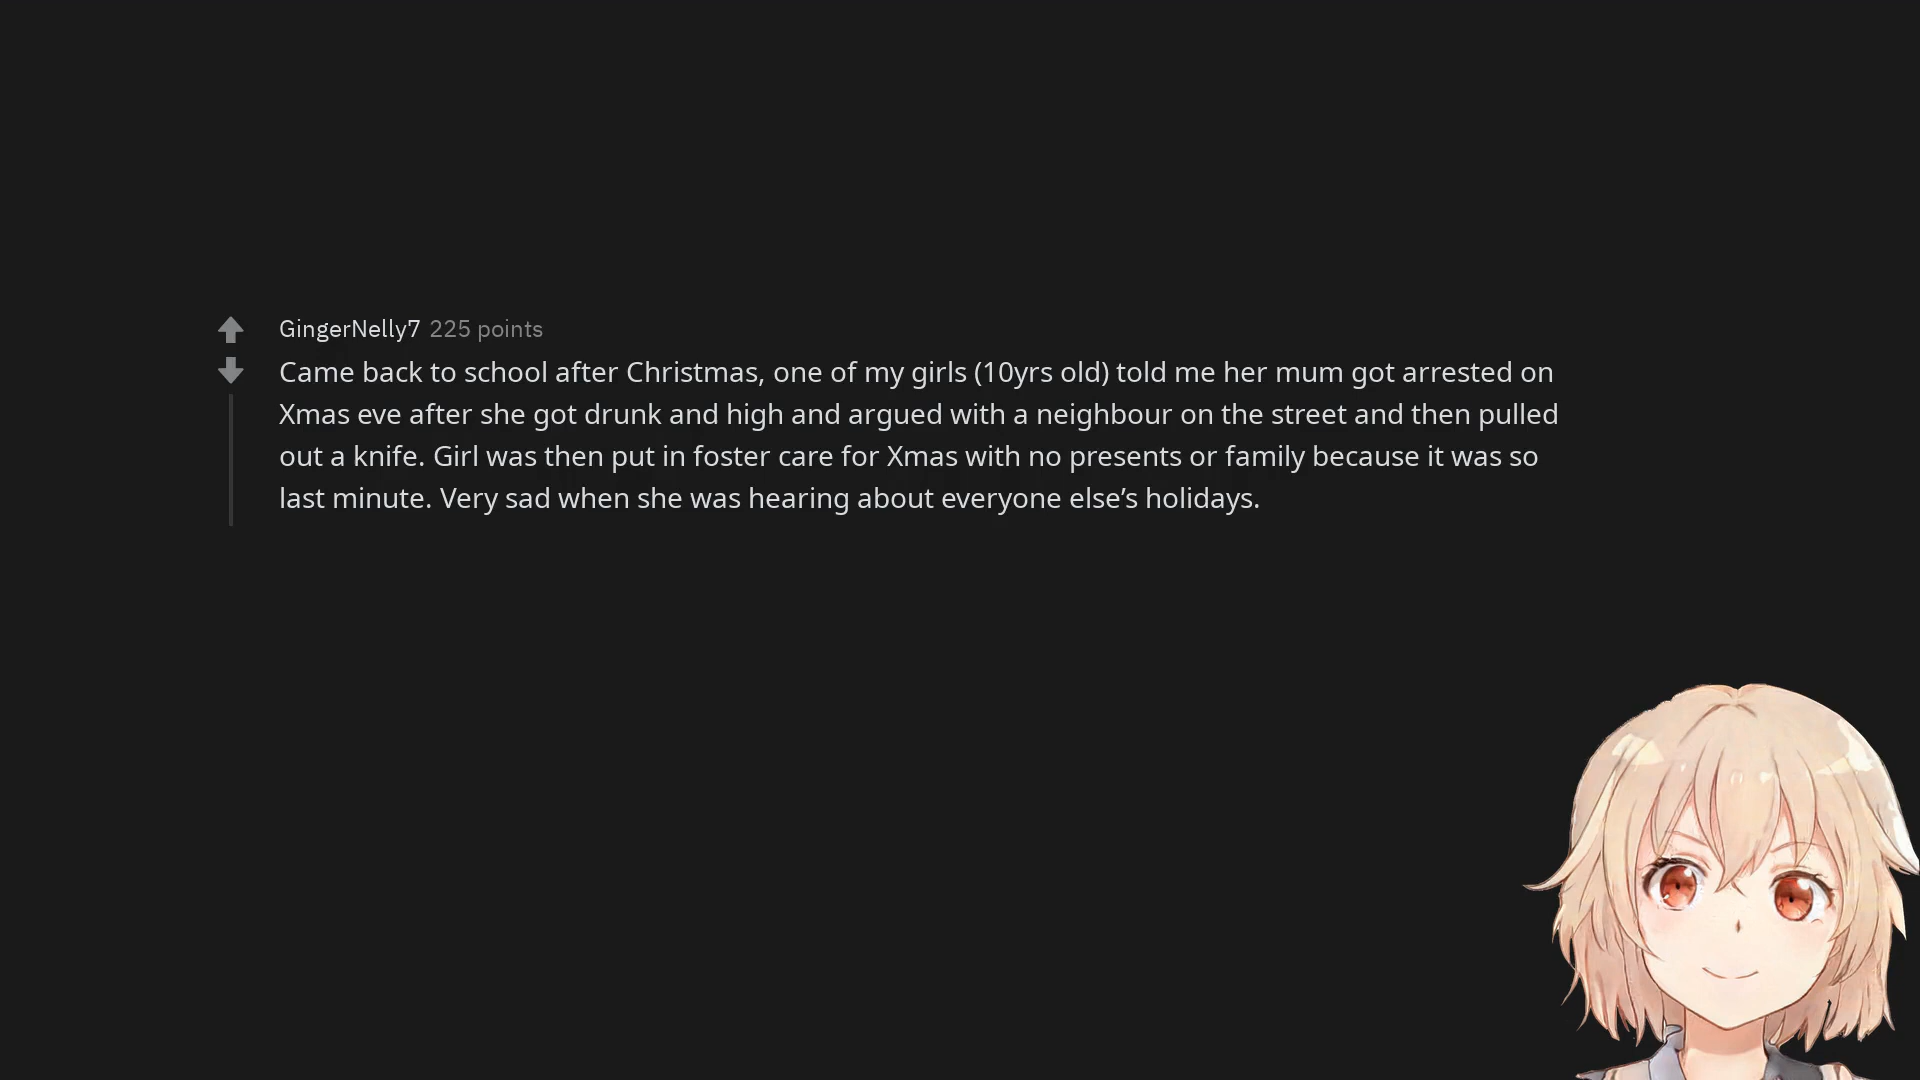 GingerNelly7 225 points
Came back to school after Christmas, one of my girls (10yrs old) told me her mum got arrested on
Xmas eve after she got drunk and high and argued with a neighbour on the street and then pulled
out a knife. Girl was then put in foster care for Xmas with no presents or family because it was so
last minute. Very sad when she was hearing about everyone else’s holidays.